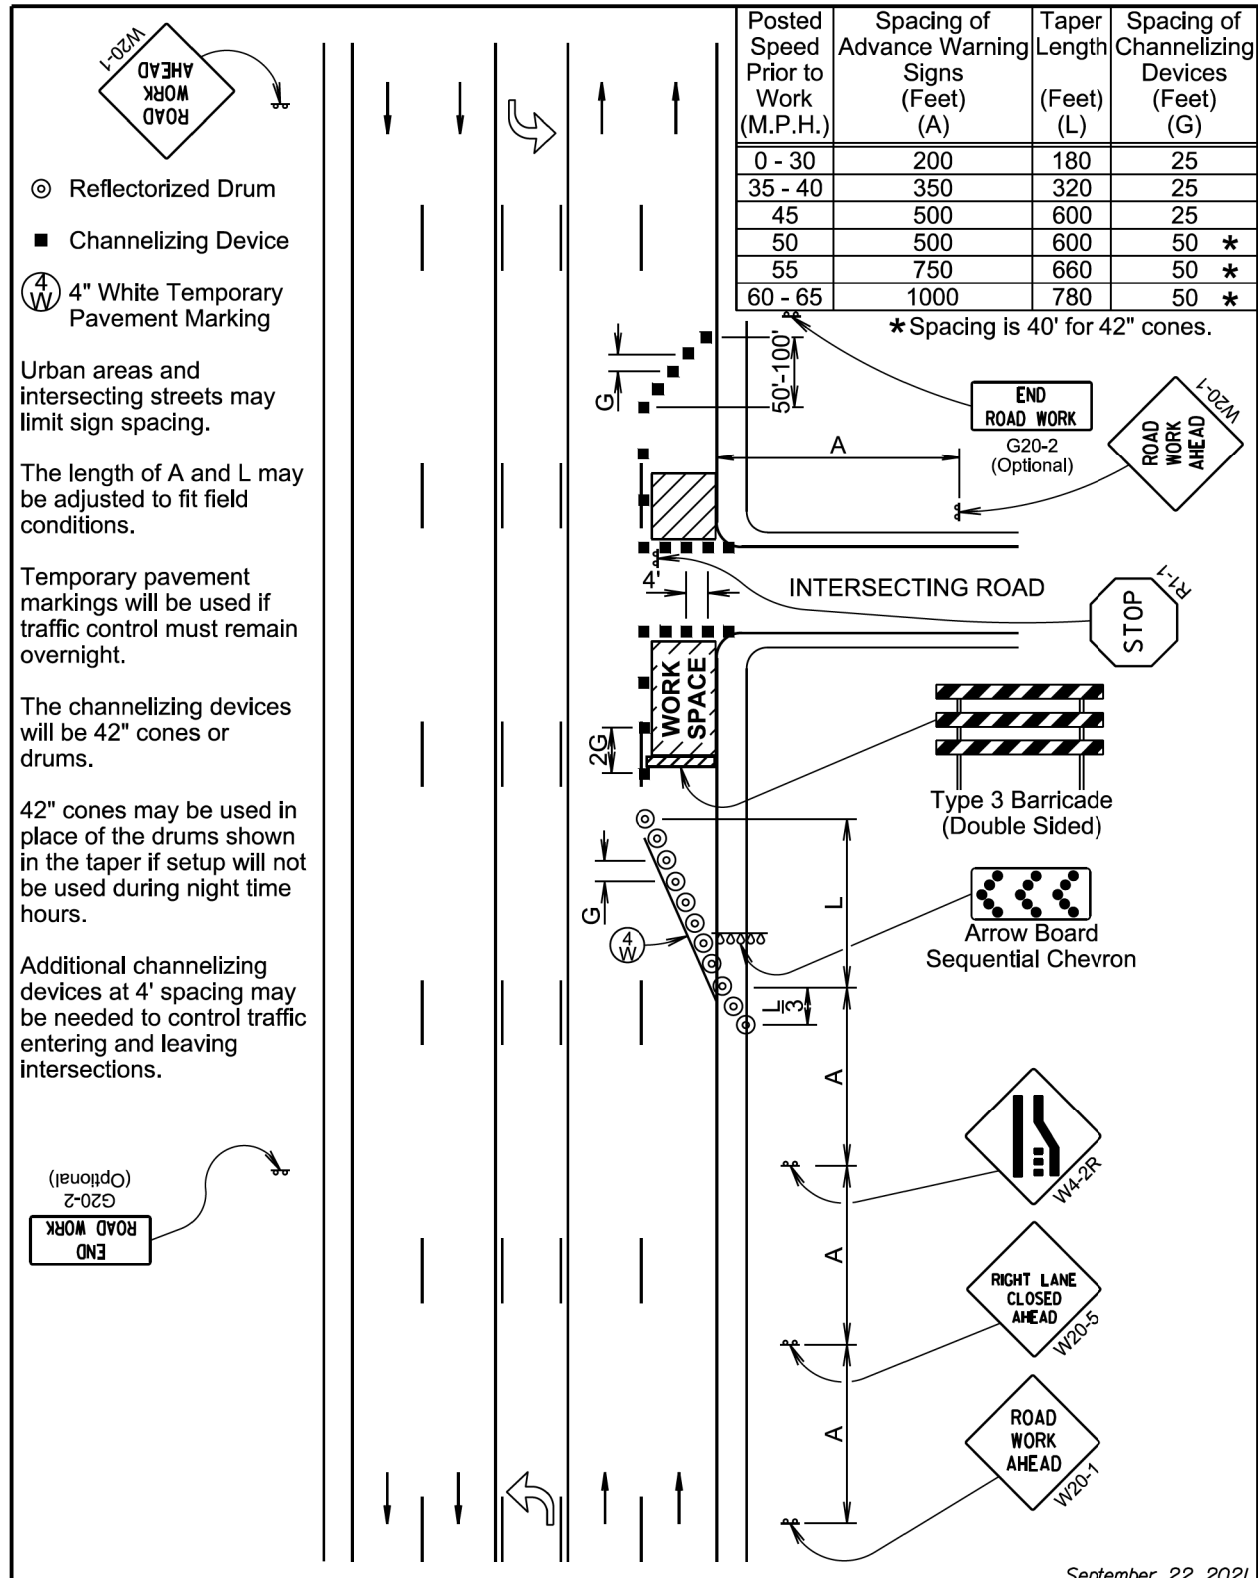 Posted
Speed
Prior to
Work
(M.P.H.)
Spacing of
Advance Warning
Signs
(Feet)
(A)
Taper
Length
(Feet)
(L)
Spacing of
Channelizing
Devices
(Feet)
(G)
0 - 30 200 180 25
35 - 40 350 320 25
45 500 600 25
50 500 600 50 *
55 750 660 50 *
60 - 65 1000 780 50 *
* Spacing is 40' for 42" cones.
W20-1
ROAD
WORK
AHEAD
Reflectorized Drum
Channelizing Device
4
W
4" White Temporary
Pavement Marking
Urban areas and
intersecting streets may
limit sign spacing.
The length of A and L may
be adjusted to fit field
conditions.
Temporary pavement
markings will be used if
traffic control must remain
overnight.
The channelizing devices
will be 42" cones or
drums.
42" cones may be used in
place of the drums shown
in the taper if setup will not
be used during night time
hours.
Additional channelizing
devices at 4' spacing may
be needed to control traffic
entering and leaving
intersections.
END
ROAD WORK
G20-2
(Optional)
G
50'-100'
END
ROAD WORK
G20-2
(Optional)
ROAD
WORK
AHEAD
W20-1
A
4'
INTERSECTING ROAD
STOP
R1-1
WORK
SPACE
2G
Type 3 Barricade
(Double Sided)
G
4
W
L
Arrow Board
Sequential Chevron
L
3
A
W4-2R
A
RIGHT LANE
CLOSED
AHEAD
W20-5
A
ROAD
WORK
AHEAD
W20-1
September 22, 2021